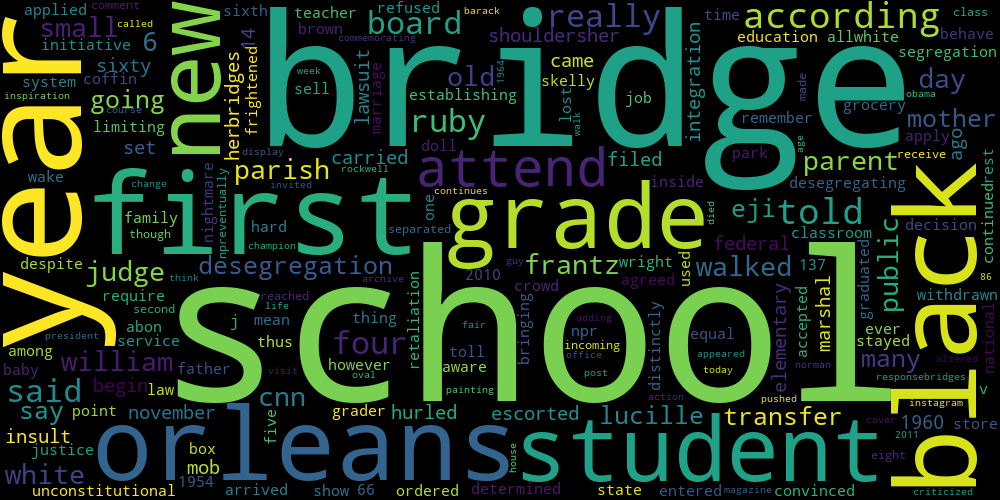 year
bridge
school
black
first
new
grade
orleans
student
attend
according
really
small
board
ruby
told
four
eji
parish
parent
judge
frantz
william
said
cnn
going
old
day
mother
public
white
many
walked
lucille
transfer
desegregation
say
6
applied
comment
called
sixth
teacher
brown
refused
barack
commemorating
shouldersher
time
class
education
allwhite
behave
segregation
initiative
14
sixty
coffin
system
inspiration
limiting
set
wake
change
frightened
herbridges
lawsuit
marriage
week
sell
establishing
came
skelly
1964
lost
walk
job
integration
made
remember
park
age
grocery
obama
apply
receive
ago
decision
continuedrest
carried
rockwell
doll
filed
inside
desegregating
continues
died
one
separated
classroom
family
though
nightmare
npreventually
display
invited
hard
champion
despite
course
think
reached
archive
life
retaliation
2010
guy
crowd
wright
agreed
used
federal
137
accepted
marshal
graduated
withdrawn
86
national
require
second
service
abon
president
among
baby
begin
law
father
thus
j
mean
thing
however
visit
oval
toll
aware
fair
painting
bringing
npr
adding
incoming
office
post
distinctly
equal
appeared
today
elementary
norman
ever
stayed
altered
responsebridges
v
point
november
insult
justice
grader
five
hurled
escorted
action
pushed
instagram
cover
1960
store
2011
eight
criticized
box
mob
1954
unconstitutional
arrived
show
66
ordered
house
determined
state
entered
magazine
convinced